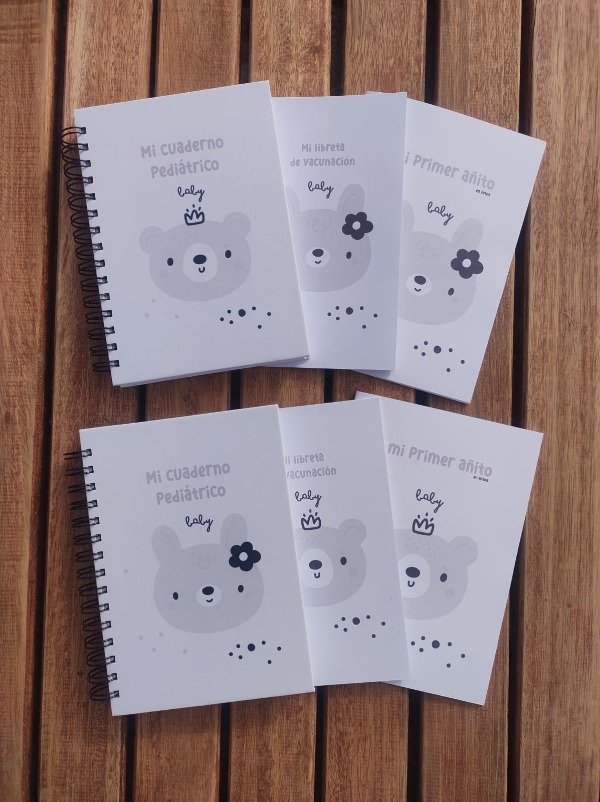 Mi cuaderno
Pediátrico
baby
Mi libreta
de vacunación
baby
i Primer añito
baby
Mi cuaderno
Pediátrico
baby
i libreta
vacunación
baby
mi Primer añito
baby